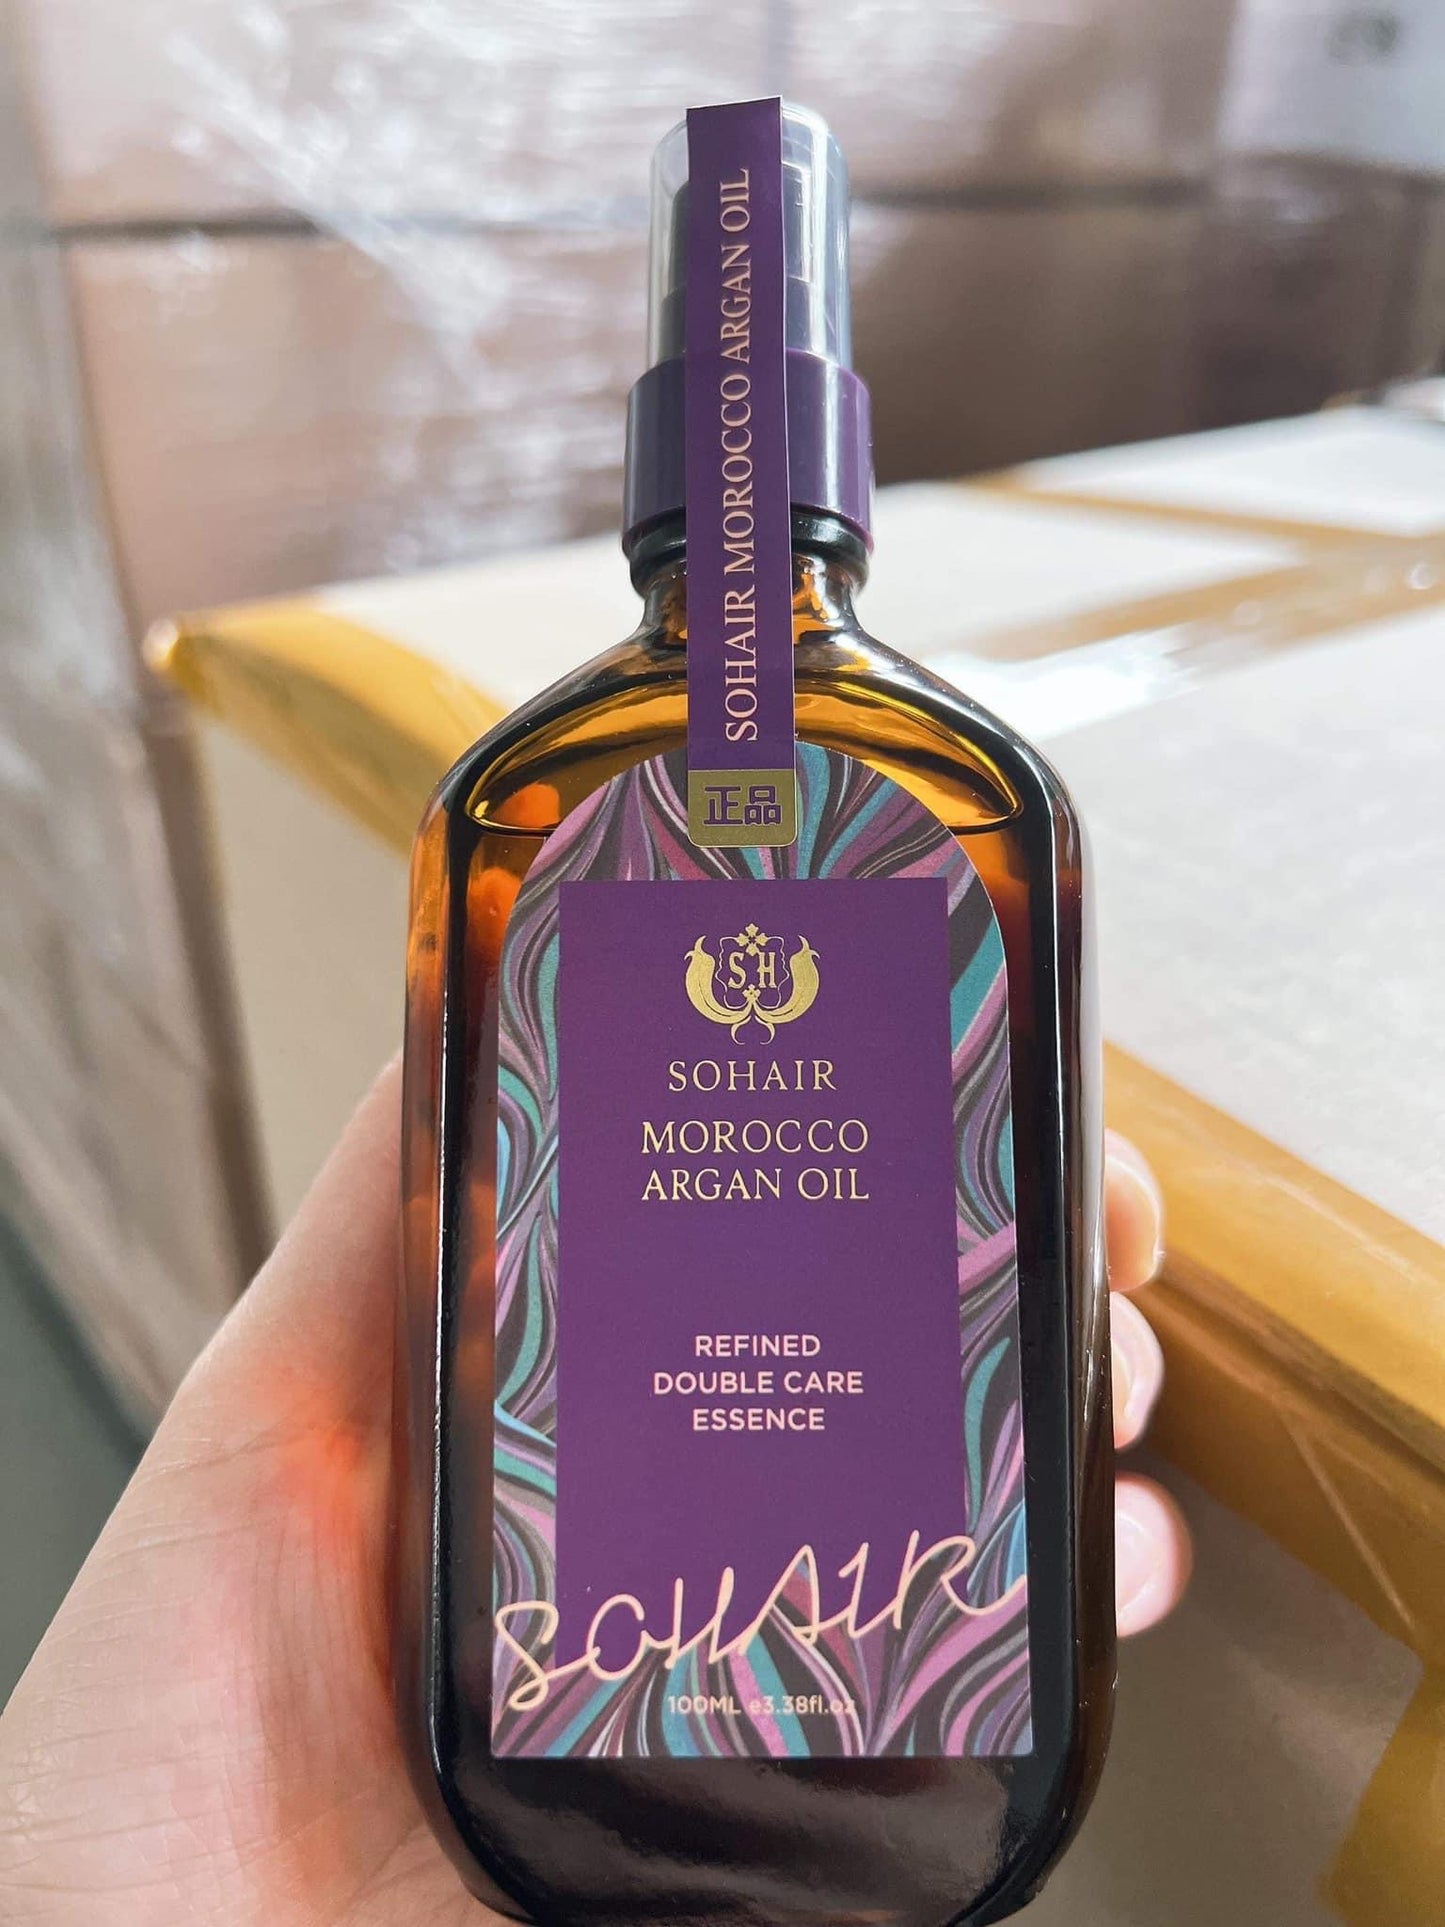 SOHAIR MOROCCO ARGAN OIL
正品
S H
SOHAIR
MOROCCO
ARGAN OIL
REFINED
DOUBLE CARE
ESSENCE
SOHAIR
100ML e3.38fl.oz